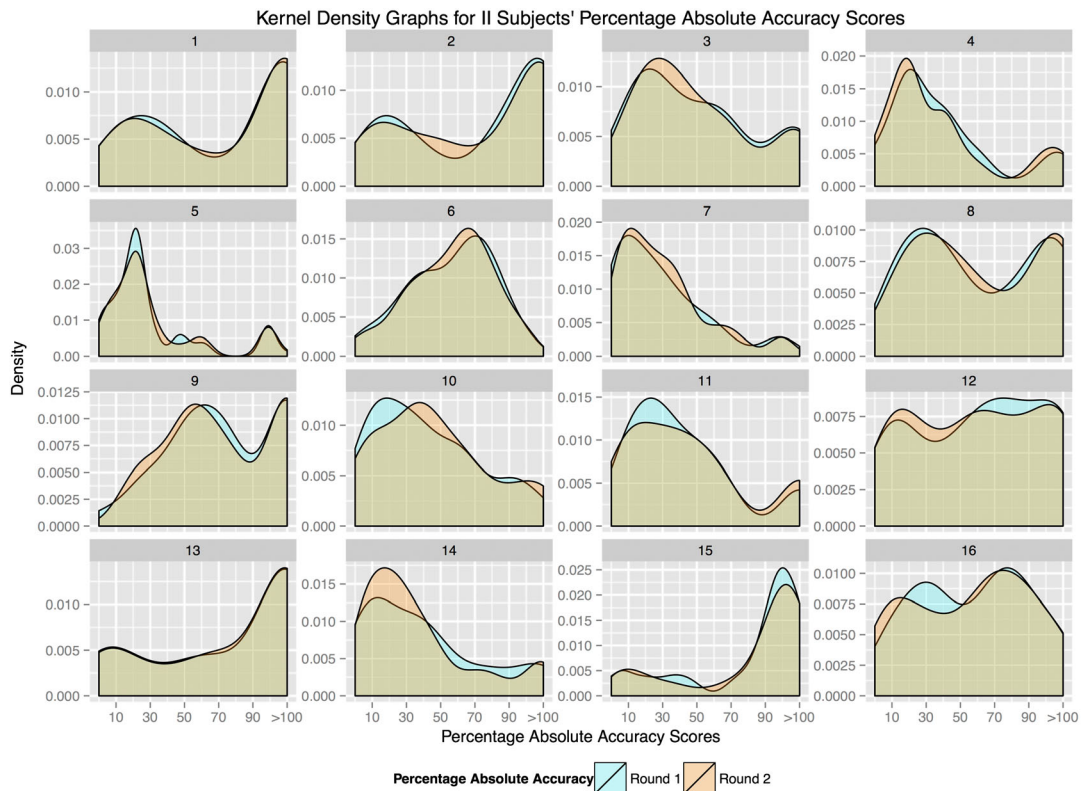 Kernel Density Graphs for II Subjects' Percentage Absolute Accuracy Scores
1 2 3 4
0.010 0.005 0.000
0.010 0.005 0.000
0.010 0.005 0.000
0.020 0.015 0.010 0.005 0.000
5 6 7 8
0.03 0.02 0.01 0.00
0.015 0.010 0.005 0.000
0.020 0.015 0.010 0.005 0.000
0.0100 0.0075 0.0050 0.0025 0.0000
Density
9 10 11 12
0.0125 0.0100 0.0075 0.0050 0.0025 0.0000
0.010 0.005 0.000
0.015 0.010 0.005 0.000
0.0075 0.0050 0.0025 0.0000
13 14 15 16
0.010 0.005 0.000
0.015 0.010 0.005 0.000
0.025 0.020 0.015 0.010 0.005 0.000
0.0100 0.0075 0.0050 0.0025 0.0000
10 30 50 70 90 >100 10 30 50 70 90 >100 10 30 50 70 90 >100 10 30 50 70 90 >100
Percentage Absolute Accuracy Scores
Percentage Absolute Accuracy Round 1 Round 2